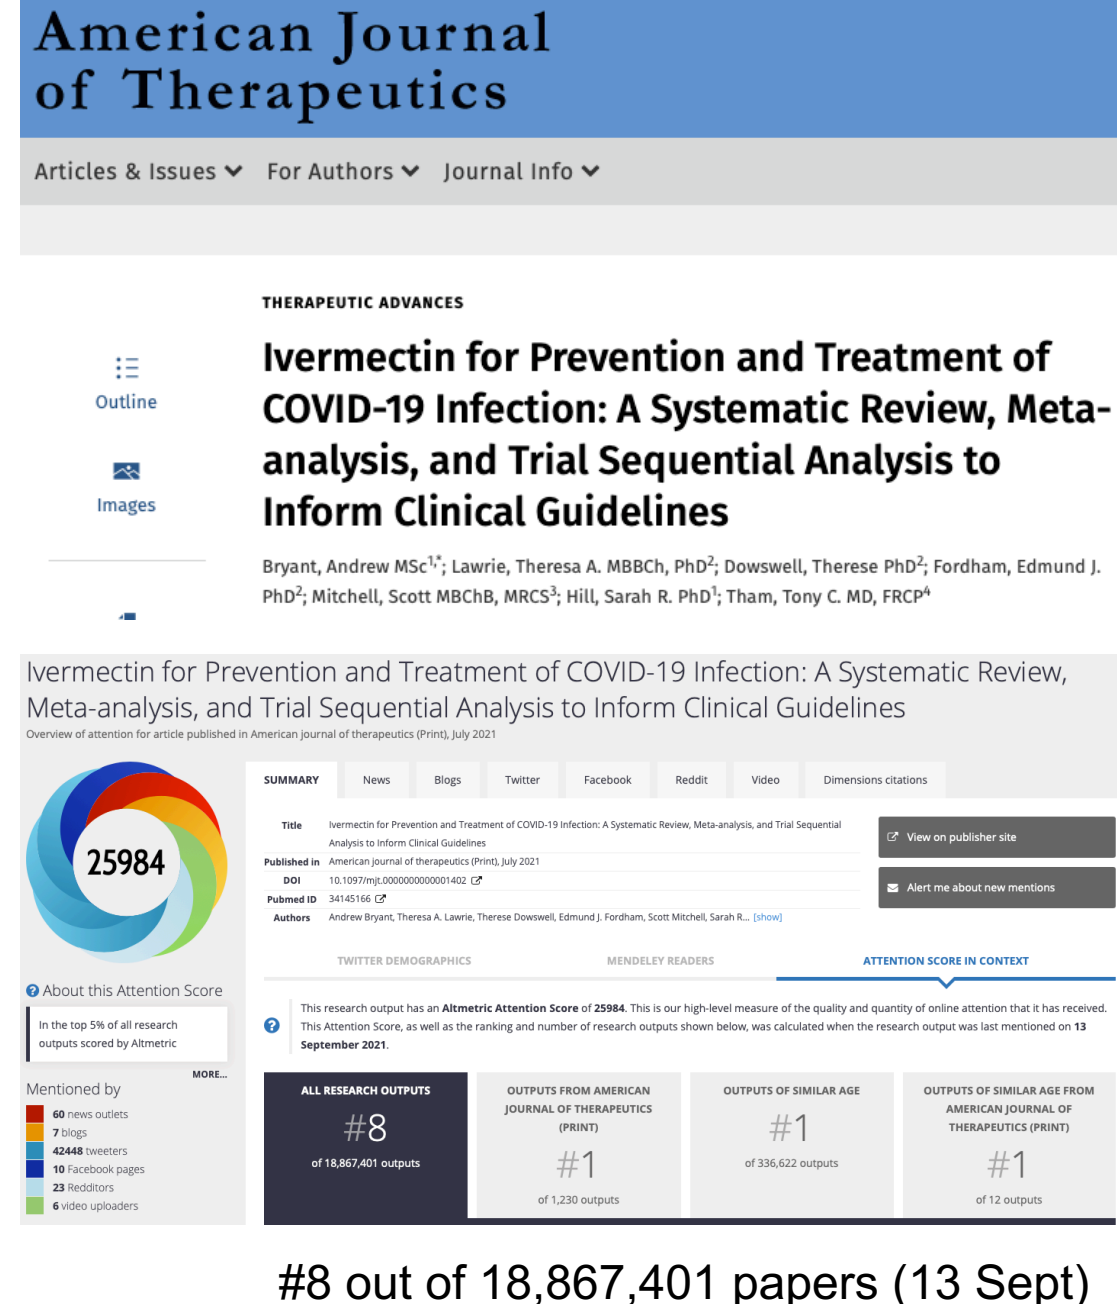 American Journal
of Therapeutics
Articles & Issues For Authors Journal Info
THERAPEUTIC ADVANCES
Outline
Images
Ivermectin for Prevention and Treatment of
COVID-19 Infection: A Systematic Review, Meta-
analysis, and Trial Sequential Analysis to
Inform Clinical Guidelines
Bryant, Andrew MSc1,*; Lawrie, Theresa A. MBBCh, PhD2; Dowswell, Therese PhD2; Fordham, Edmund J.
PhD2; Mitchell, Scott MBChB, MRCS3; Hill, Sarah R. PhD1; Tham, Tony C. MD, FRCP4
Ivermectin for Prevention and Treatment of COVID-19 Infection: A Systematic Review,
Meta-analysis, and Trial Sequential Analysis to Inform Clinical Guidelines
Overview of attention for article published in American journal of therapeutics (Print), July 2021
25984
About this Attention Score
In the top 5% of all research
outputs scored by Altmetric
MORE...
Mentioned by
60 news outlets
7 blogs
42448 tweeters
10 Facebook pages
23 Redditors
6 video uploaders
SUMMARY News Blogs Twitter Facebook Reddit Video Dimensions citations
Title Ivermectin for Prevention and Treatment of COVID-19 Infection: A Systematic Review, Meta-analysis, and Trial Sequential
Analysis to Inform Clinical Guidelines
Published in American journal of therapeutics (Print), July 2021
DOI 10.1097/mjt.0000000000001402
Pubmed ID 34145166
Authors Andrew Bryant, Theresa A. Lawrie, Therese Dowswell, Edmund J. Fordham, Scott Mitchell, Sarah R... [show]
View on publisher site
Alert me about new mentions
TWITTER DEMOGRAPHICS MENDELEY READERS ATTENTION SCORE IN CONTEXT
This research output has an Altmetric Attention Score of 25984. This is our high-level measure of the quality and quantity of online attention that it has received.
This Attention Score, as well as the ranking and number of research outputs shown below, was calculated when the research output was last mentioned on 13
September 2021.
ALL RESEARCH OUTPUTS
#8
of 18,867,401 outputs
OUTPUTS FROM AMERICAN
JOURNAL OF THERAPEUTICS
(PRINT)
#1
of 1,230 outputs
OUTPUTS OF SIMILAR AGE
#1
of 336,622 outputs
OUTPUTS OF SIMILAR AGE FROM
AMERICAN JOURNAL OF
THERAPEUTICS (PRINT)
#1
of 12 outputs
#8 out of 18,867,401 papers (13 Sept)